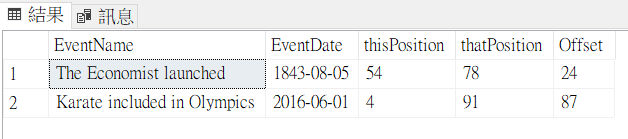 結果 訊息
EventName EventDate thisPosition thatPosition Offset
1 The Economist launched 1843-08-05 54 78 24
2 Karate included in Olympics 2016-06-01 4 91 87